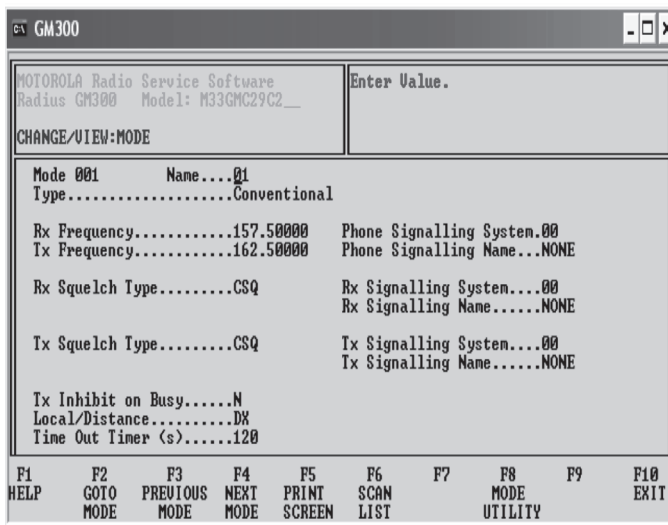 GM300
MOTOROLA Radio Service Software
Radius GM300 Model: M33GMC29C2__
CHANGE/VIEW:MODE
Enter Value.
Mode 001 Name....01
Type....................Conventional
Rx Frequency............157.50000 Phone Signalling System.00
Tx Frequency............162.50000 Phone Signalling Name...NONE
Rx Squelch Type.........CSQ Rx Signalling System....00
Rx Signalling Name......NONE
Tx Squelch Type.........CSQ Tx Signalling System....00
Tx Signalling Name......NONE
Tx Inhibit on Busy......N
Local/Distance..........DX
Time Out Timer (s)......120
F1 F2 F3 F4 F5 F6 F7 F8 F9 F10
HELP GOTO PREVIOUS NEXT PRINT SCAN MODE EXIT
MODE MODE MODE SCREEN LIST UTILITY